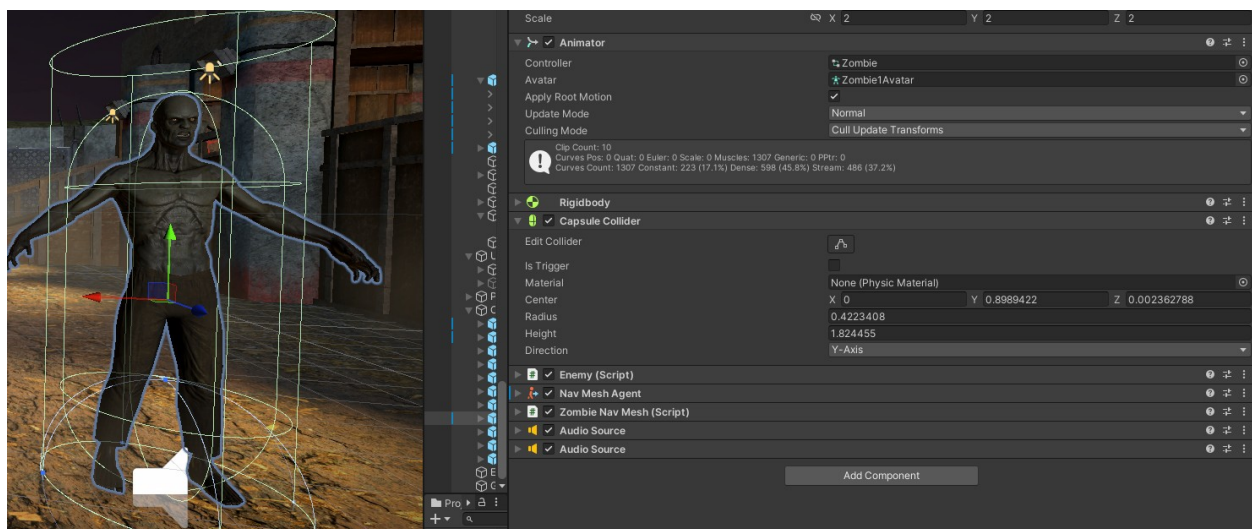 Scale X 2 Y 2 Z 2
Animator
Controller Zombie
Avatar Zombie1Avatar
Apply Root Motion
Update Mode Normal
Culling Mode Cull Update Transforms
Clip Count: 10
Curves Pos: 0 Quat: 0 Euler: 0 Scale: 0 Muscles: 1307 Generic: 0 PPtr: 0
Curves Count: 1307 Constant: 223 (17.1%) Dense: 598 (45.8%) Stream: 486 (37.2%)
Rigidbody
Capsule Collider
Edit Collider
Is Trigger
Material None (Physic Material)
Center X 0 Y 0.8989422 Z 0.002362788
Radius 0.4223408
Height 1.824455
Direction Y-Axis
Enemy (Script)
Nav Mesh Agent
Zombie Nav Mesh (Script)
Audio Source
Audio Source
Add Component
U
P
C
E
Pro